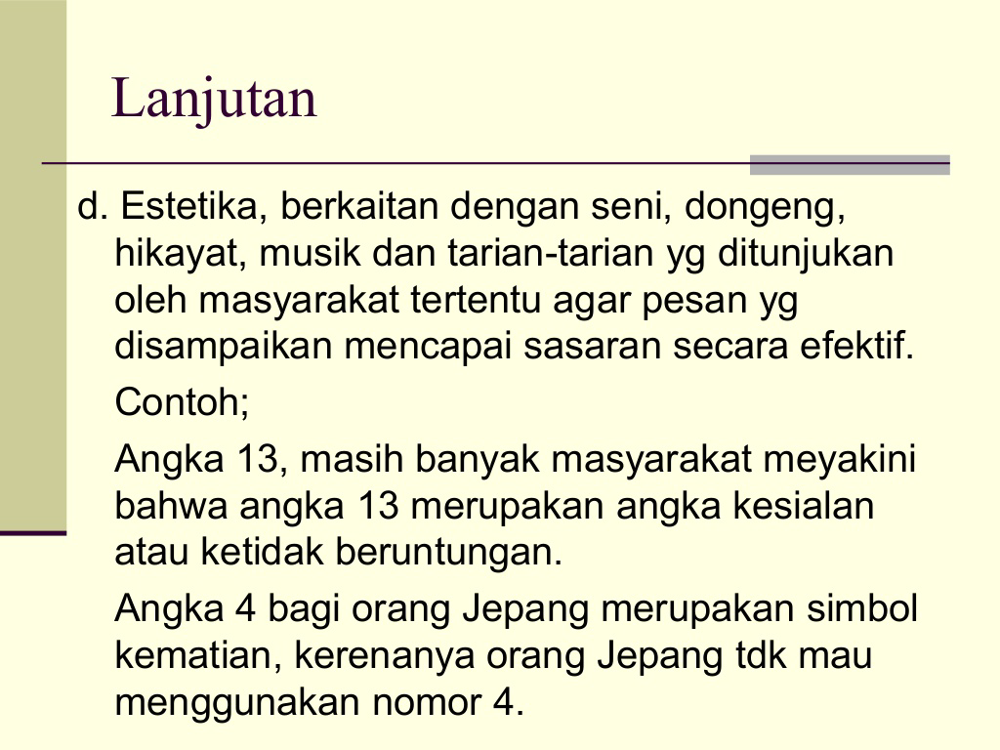 Lanjutan
d. Estetika, berkaitan dengan seni, dongeng,
hikayat, musik dan tarian-tarian yg ditunjukan
oleh masyarakat tertentu agar pesan yg
disampaikan mencapai sasaran secara efektif.
Contoh;
Angka 13, masih banyak masyarakat meyakini
bahwa angka 13 merupakan angka kesialan
atau ketidak beruntungan.
Angka 4 bagi orang Jepang merupakan simbol
kematian, kerenanya orang Jepang tdk mau
menggunakan nomor 4.